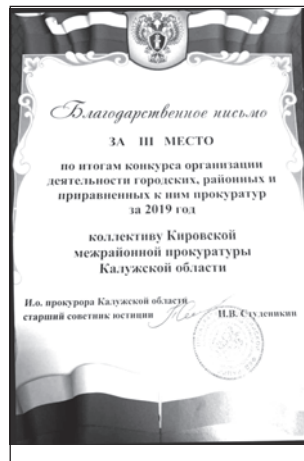 Благодарственное письмо
ЗА III МЕСТО
по итогам конкурса организации
деятельности городских, районных и
приравненных к ним прокуратур
за 2019 год
коллективу Кировской
межрайонной прокуратуры
Калужской области
И.о. прокурора Калужской области
старший советник юстиции И.В. Студеникин